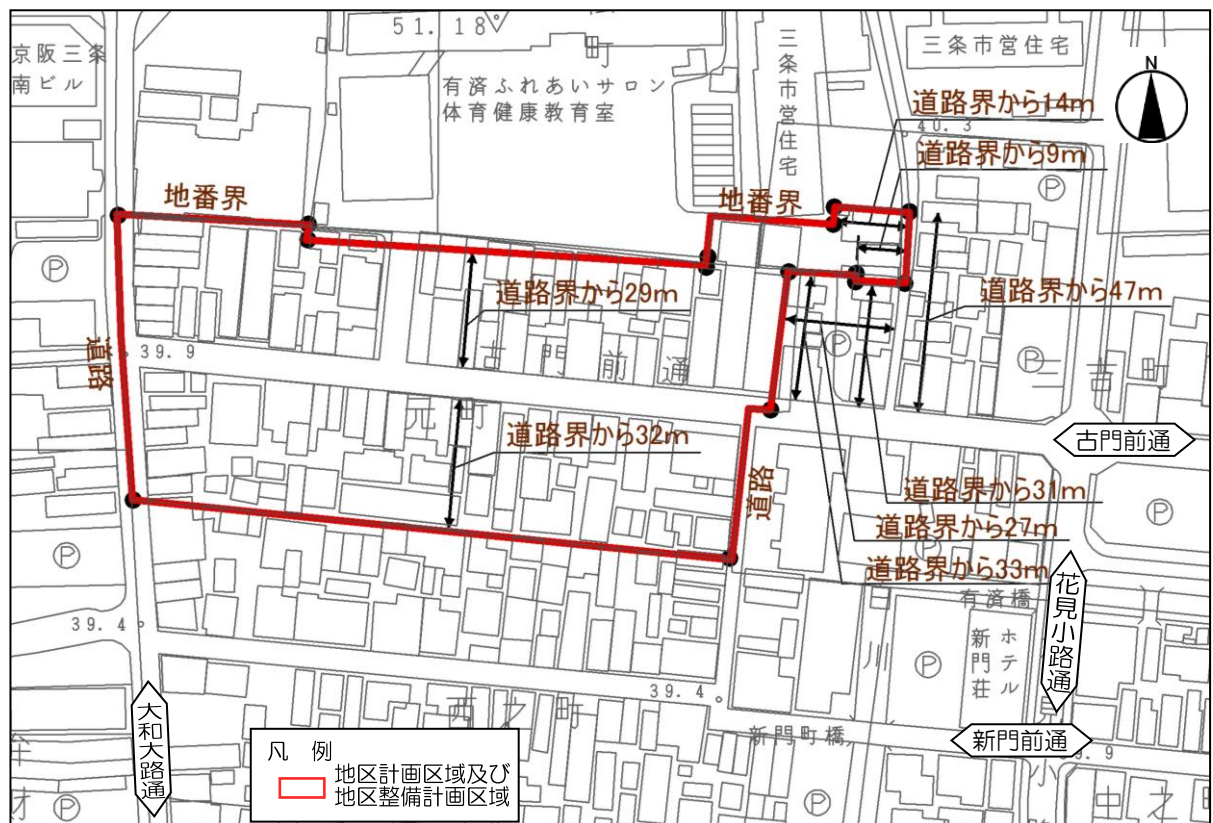 51.18
町
京阪三条
南ビル
有済ふれあいサロン
体育健康教育室
三条市営住宅
三条市営住宅
N
道路界から14m
40.3
道路界から9m
P
地番界
地番界
P
道路界から29m
道路界から47m
道路
39.9
古門前通
P
P
三吉町
元町
道路界から32m
古門前通
道路
道路界から31m
P
道路界から27m
P
P
道路界から33m
有済橋
39.4
新門荘
ホテル
花見小路通
川
P
39.4
西之町
見小
大和大路通
新門町橋
新門前通
9.9
凡 例
地区計画区域及び
地区整備計画区域
弁
財
P
P
中之町